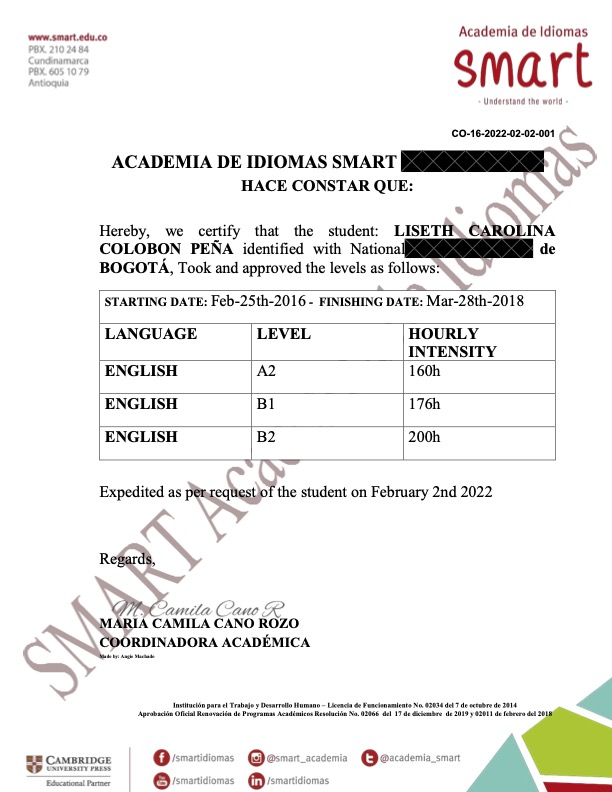 www.smart.edu.co
PBX. 210 24 84
Cundinamarca
PBX. 605 10 79
Antioquia
Academia de Idiomas
smart
- Understand the world -
CO-16-2022-02-02-001
ACADEMIA DE IDIOMAS SMART
HACE CONSTAR QUE:
Hereby, we certify that the student: LISETH CAROLINA
COLOBON PEÑA identified with National de
BOGOTÁ, Took and approved the levels as follows:
STARTING DATE: Feb-25th-2016 - FINISHING DATE: Mar-28th-2018
LANGUAGE LEVEL HOURLY
INTENSITY
ENGLISH A2 160h
ENGLISH B1 176h
ENGLISH B2 200h
Expedited as per request of the student on February 2nd 2022
Regards,
M. Camila Cano R
MARIA CAMILA CANO ROZO
COORDINADORA ACADÉMICA
Made by: Angie Machado
SMART Academia de Idiomas
Institución para el Trabajo y Desarrollo Humano – Licencia de Funcionamiento No. 02034 del 7 de octubre de 2014
Aprobación Oficial Renovación de Programas Académicos Resolución No. 02066 del 17 de diciembre de 2019 y 02011 de febrero del 2018
CAMBRIDGE
UNIVERSITY PRESS
Educational Partner
/smartidiomas @smart_academia @academia_smart
/smartidiomas /smartidiomas